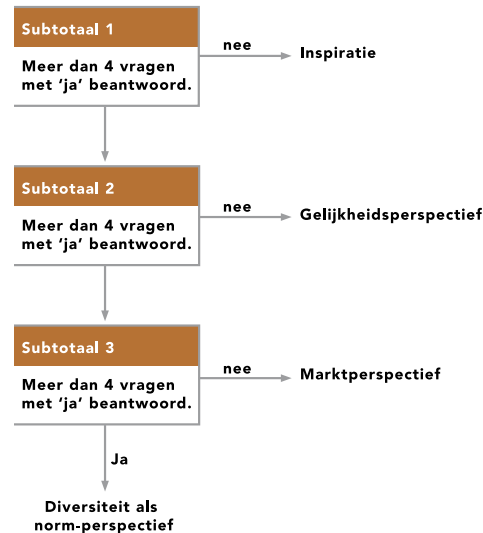 Subtotaal 1
Meer dan 4 vragen
met ‘ja’ beantwoord.
nee
Inspiratie
Subtotaal 2
Meer dan 4 vragen
met ‘ja’ beantwoord.
nee
Gelijkheidsperspectief
Subtotaal 3
Meer dan 4 vragen
met ‘ja’ beantwoord.
nee
Marktperspectief
Ja
Diversiteit als
norm-perspectief